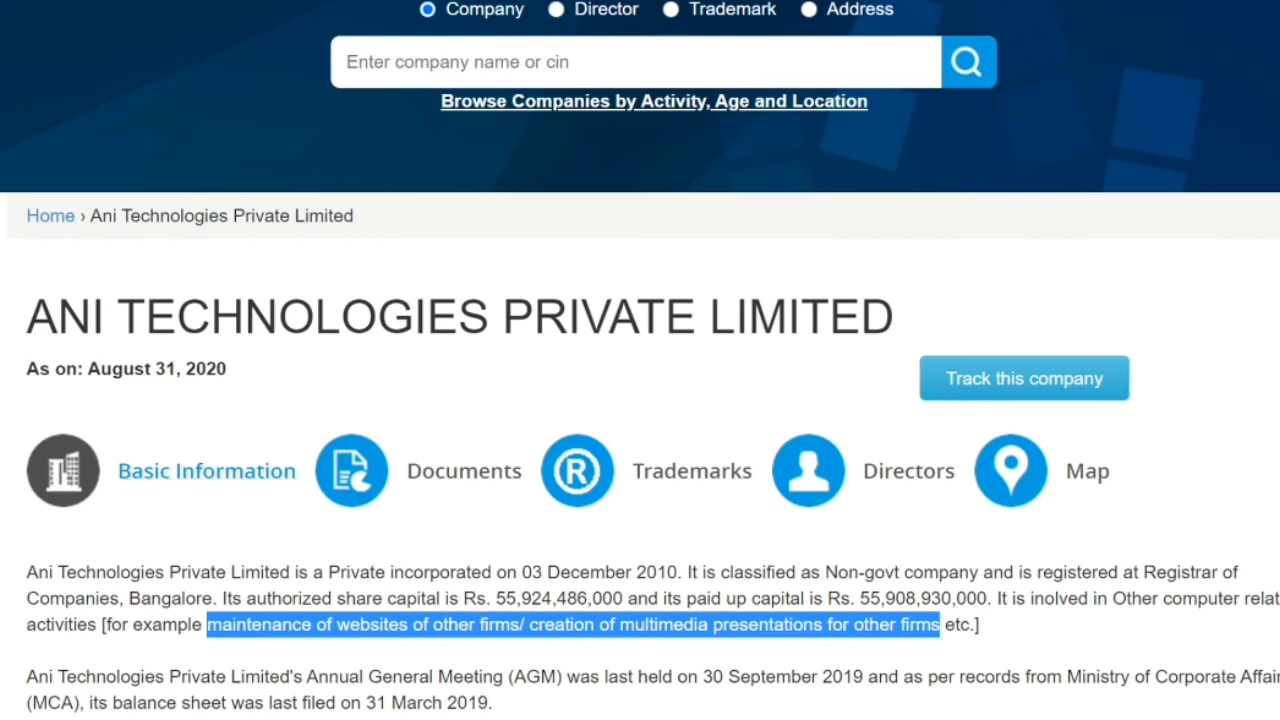 Company Director Trademark Address
Enter company name or cin
Browse Companies by Activity, Age and Location
Home › Ani Technologies Private Limited
ANI TECHNOLOGIES PRIVATE LIMITED
As on: August 31, 2020
Track this company
Basic Information Documents ® Trademarks Directors Map
Ani Technologies Private Limited is a Private incorporated on 03 December 2010. It is classified as Non-govt company and is registered at Registrar of
Companies, Bangalore. Its authorized share capital is Rs. 55,924,486,000 and its paid up capital is Rs. 55,908,930,000. It is inolved in Other computer relat
activities [for example maintenance of websites of other firms/ creation of multimedia presentations for other firms etc.]
Ani Technologies Private Limited's Annual General Meeting (AGM) was last held on 30 September 2019 and as per records from Ministry of Corporate Affair
(MCA), its balance sheet was last filed on 31 March 2019.